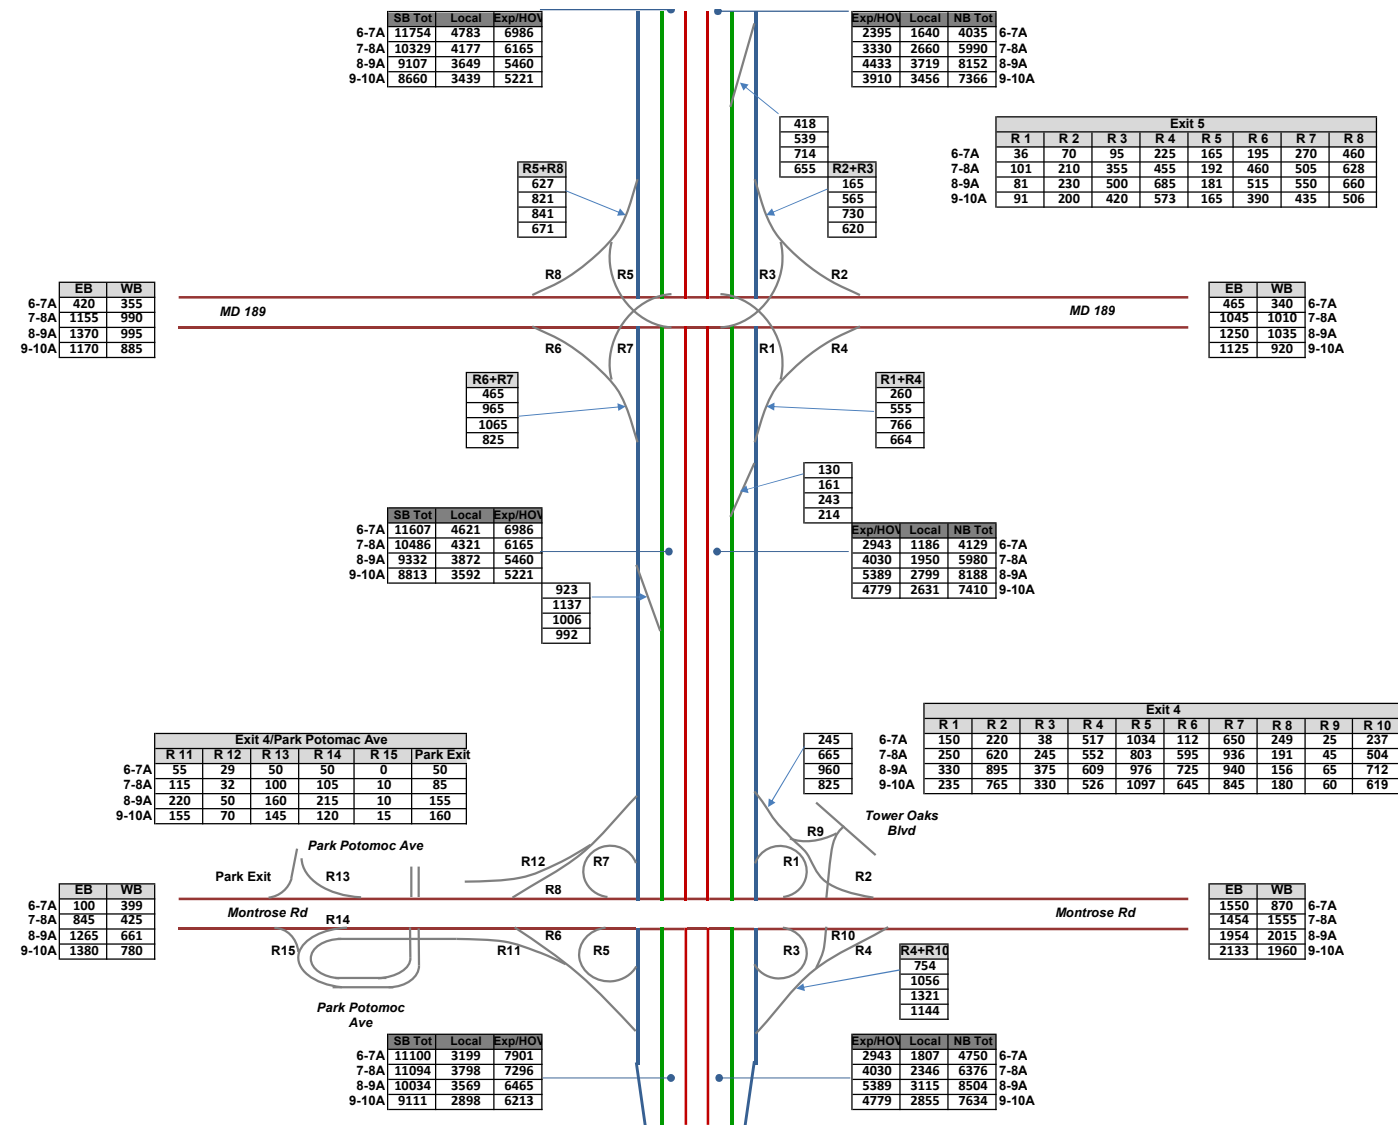 SB Tot Local Exp/HOV
6-7A 11754 4783 6986
7-8A 10329 4177 6165
8-9A 9107 3649 5460
9-10A 8660 3439 5221
Exp/HOV Local NB Tot
2395 1640 4035 6-7A
3330 2660 5990 7-8A
4433 3719 8152 8-9A
3910 3456 7366 9-10A
418
539
714
655
Exit 5
R 1 R 2 R 3 R 4 R 5 R 6 R 7 R 8
6-7A 36 70 95 225 165 195 270 460
7-8A 101 210 355 455 192 460 505 628
8-9A 81 230 500 685 181 515 550 660
9-10A 91 200 420 573 165 390 435 506
R5+R8
627
821
841
671
R2+R3
165
565
730
620
R8 R5 R3 R2
EB WB
6-7A 420 355
7-8A 1155 990
8-9A 1370 995
9-10A 1170 885
MD 189
MD 189
EB WB
465 340 6-7A
1045 1010 7-8A
1250 1035 8-9A
1125 920 9-10A
R6 R7 R1 R4
R6+R7
465
965
1065
825
R1+R4
260
555
766
664
130
161
243
214
SB Tot Local Exp/HOV
6-7A 11607 4621 6986
7-8A 10486 4321 6165
8-9A 9332 3872 5460
9-10A 8813 3592 5221
Exp/HOV Local NB Tot
2943 1186 4129 6-7A
4030 1950 5980 7-8A
5389 2799 8188 8-9A
4779 2631 7410 9-10A
923
1137
1006
992
Exit 4/Park Potomac Ave
R 11 R 12 R 13 R 14 R 15 Park Exit
6-7A 55 29 50 50 0 50
7-8A 115 32 100 105 10 85
8-9A 220 50 160 215 10 155
9-10A 155 70 145 120 15 160
245
665
960
825
Exit 4
R 1 R 2 R 3 R 4 R 5 R 6 R 7 R 8 R 9 R 10
6-7A 150 220 38 517 1034 112 650 249 25 237
7-8A 250 620 245 552 803 595 936 191 45 504
8-9A 330 895 375 609 976 725 940 156 65 712
9-10A 235 765 330 526 1097 645 845 180 60 619
Tower Oaks
Blvd
Park Potomoc Ave
Park Exit R13 R12 R8 R7 R1 R9 R2
EB WB
6-7A 100 399
7-8A 845 425
8-9A 1265 661
9-10A 1380 780
Montrose Rd
Montrose Rd
EB WB
1550 870 6-7A
1454 1555 7-8A
1954 2015 8-9A
2133 1960 9-10A
R14 R15 R11 R6 R5 R3 R10 R4
R4+R10
754
1056
1321
1144
Park Potomoc
Ave
SB Tot Local Exp/HOV
6-7A 11100 3199 7901
7-8A 11094 3798 7296
8-9A 10034 3569 6465
9-10A 9111 2898 6213
Exp/HOV Local NB Tot
2943 1807 4750 6-7A
4030 2346 6376 7-8A
5389 3115 8504 8-9A
4779 2855 7634 9-10A